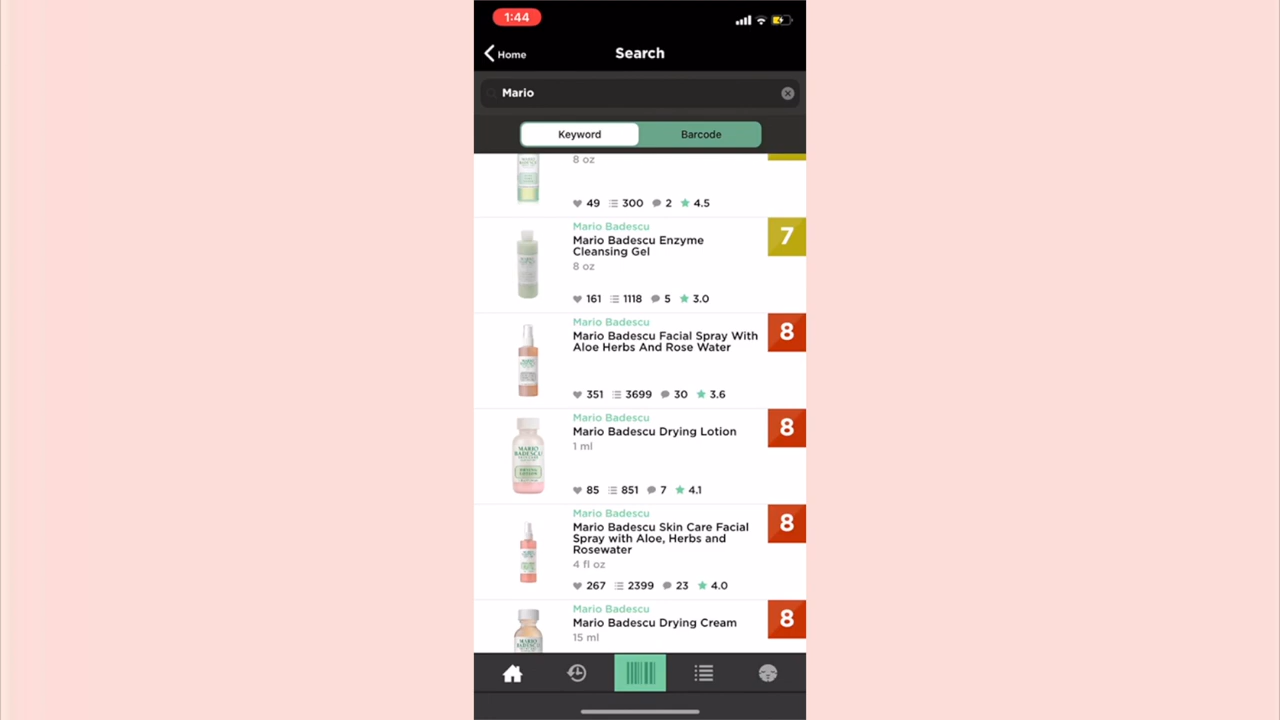 1:44
Home
Search
Mario
Keyword
Barcode
8 oz
49 300 2 4.5
Mario Badescu
Mario Badescu Enzyme
Cleansing Gel
8 oz
7
161 1118 5 3.0
Mario Badescu
Mario Badescu Facial Spray With
Aloe Herbs And Rose Water
8
351 3699 30 3.6
Mario Badescu
Mario Badescu Drying Lotion
1 ml
8
85 851 7 4.1
MARIO
BADESCU
Mario Badescu
Mario Badescu Skin Care Facial
Spray with Aloe, Herbs and
Rosewater
4 fl oz
8
267 2399 23 4.0
Mario Badescu
Mario Badescu Drying Cream
15 ml
8